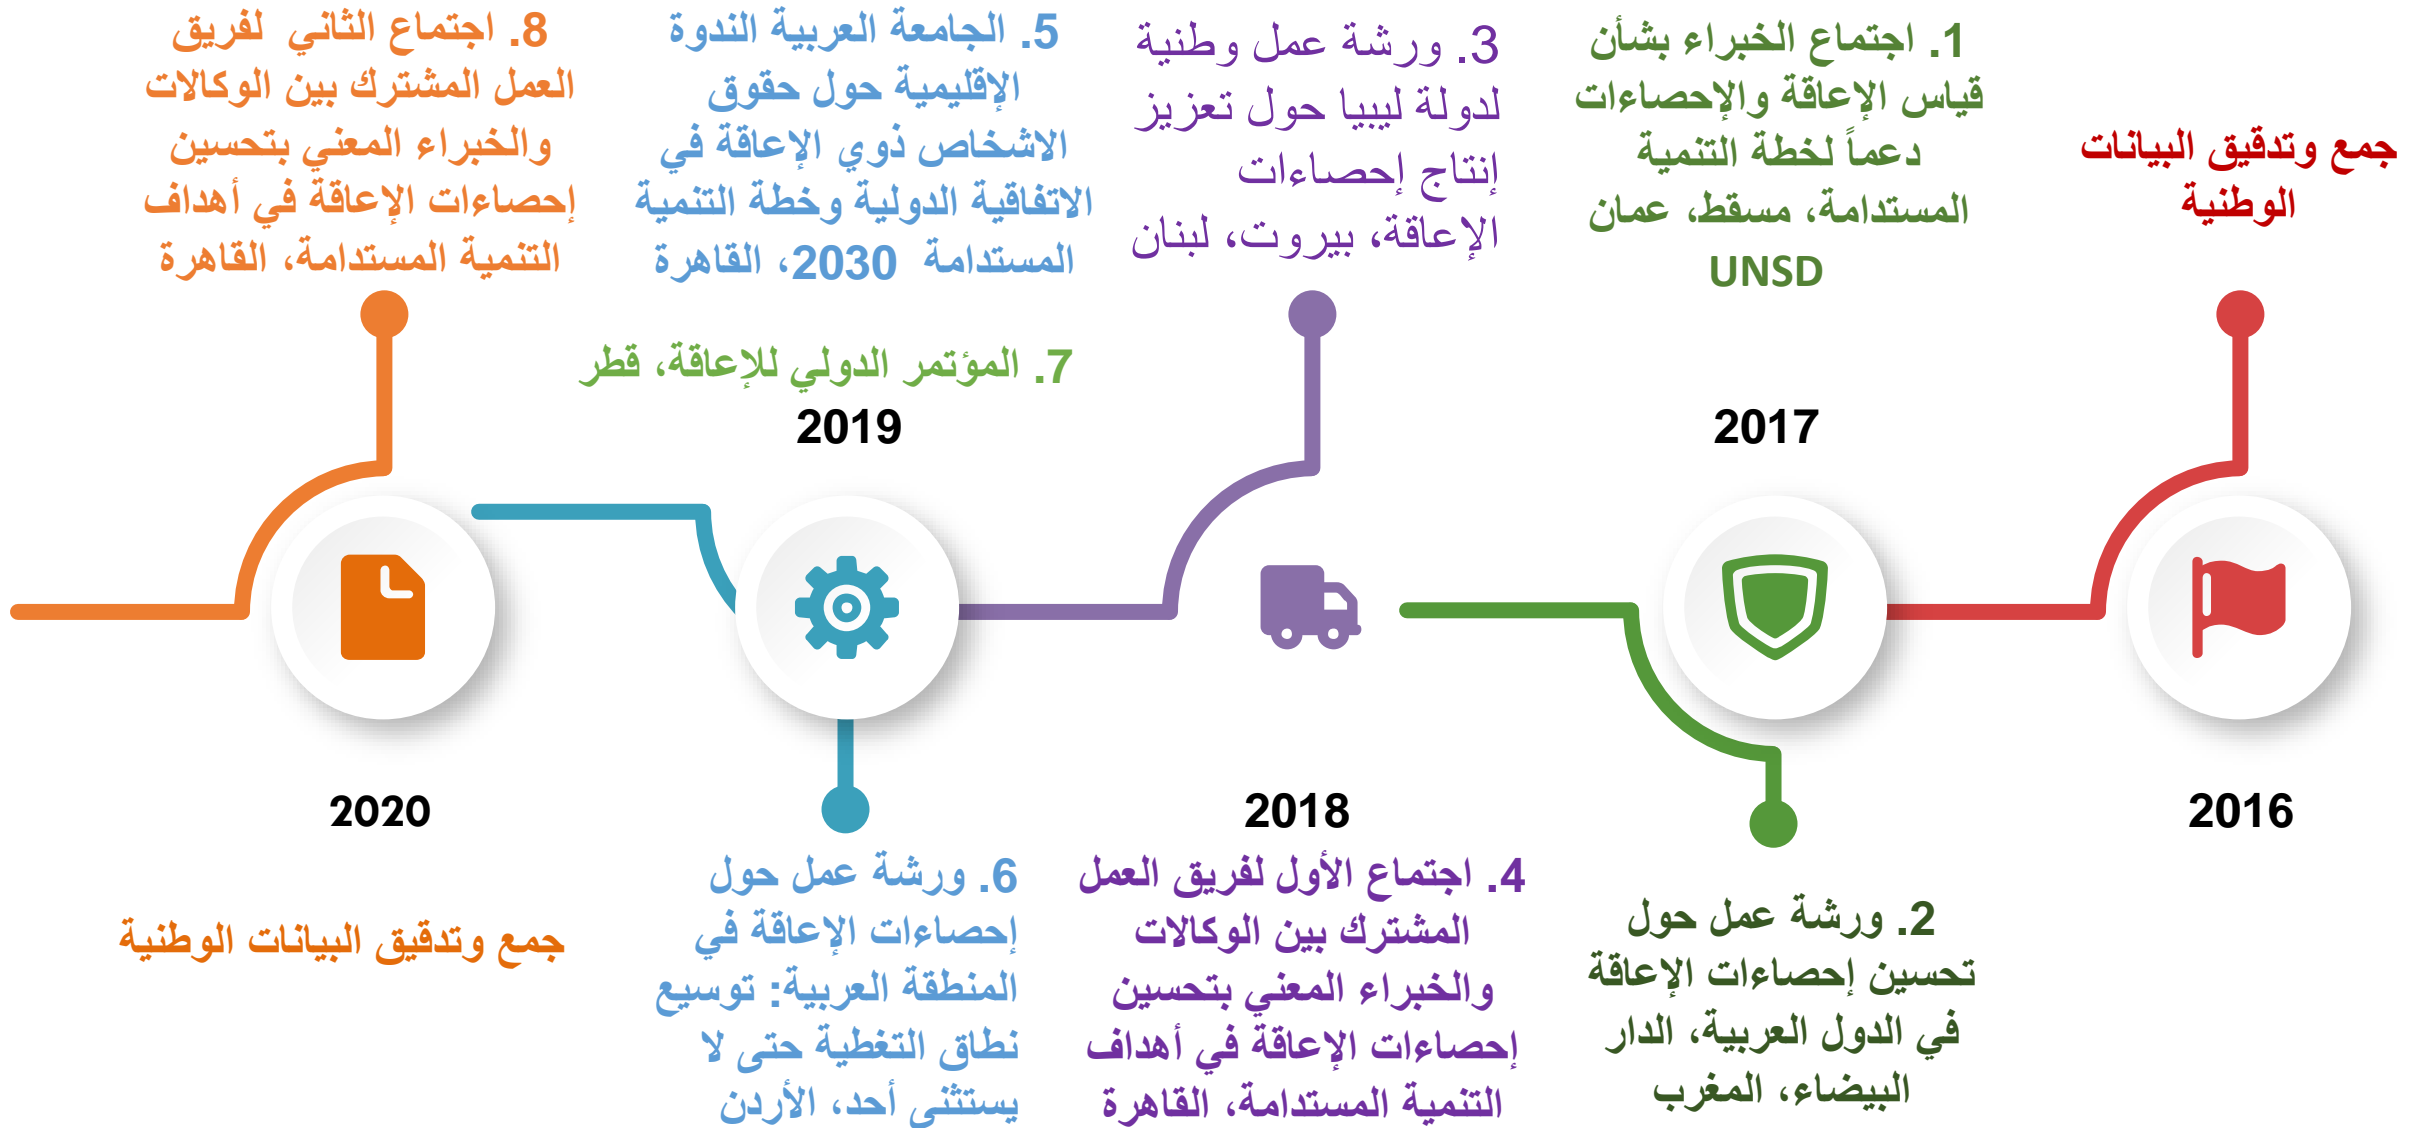 جمع وتدقيق البيانات
الوطنية
2016
1. اجتماع الخبراء بشأن
قياس الإعاقة والإحصاءات
دعماً لخطة التنمية
المستدامة، مسقط، عمان
UNSD
2017
2. ورشة عمل حول
تحسين إحصاءات الإعاقة
في الدول العربية، الدار
البيضاء، المغرب
3. ورشة عمل وطنية
لدولة ليبيا حول تعزيز
إنتاج إحصاءات
الإعاقة، بيروت، لبنان
2018
4. اجتماع الأول لفريق العمل
المشترك بين الوكالات
والخبراء المعني بتحسين
إحصاءات الإعاقة في أهداف
التنمية المستدامة، القاهرة
5. الجامعة العربية الندوة
الإقليمية حول حقوق
الاشخاص ذوي الإعاقة في
الاتفاقية الدولية وخطة التنمية
المستدامة 2030، القاهرة
7. المؤتمر الدولي للإعاقة، قطر
2019
6. ورشة عمل حول
إحصاءات الإعاقة في
المنطقة العربية: توسيع
نطاق التغطية حتى لا
يستثنى أحد، الأردن
8. اجتماع الثاني لفريق
العمل المشترك بين الوكالات
والخبراء المعني بتحسين
إحصاءات الإعاقة في أهداف
التنمية المستدامة، القاهرة
2020
جمع وتدقيق البيانات الوطنية